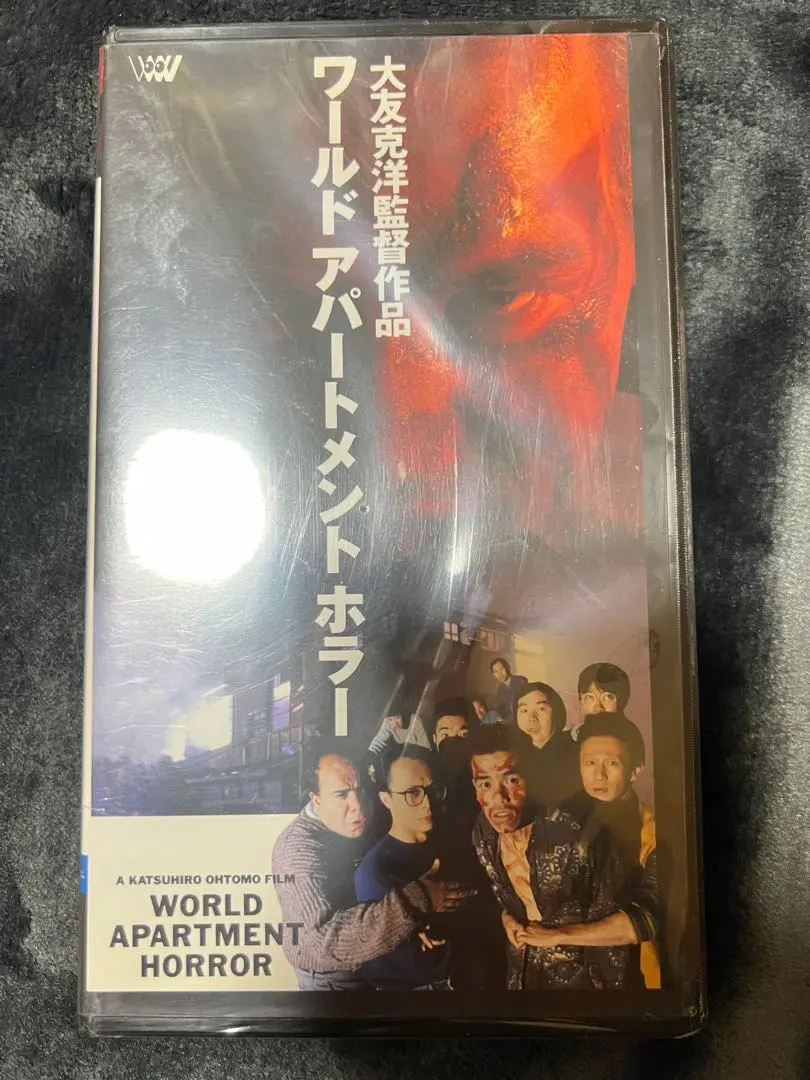 大友克洋監督作品
ワールド アパートメント ホラー
A KATSUHIRO OHTOMO FILM
WORLD
APARTMENT
HORROR